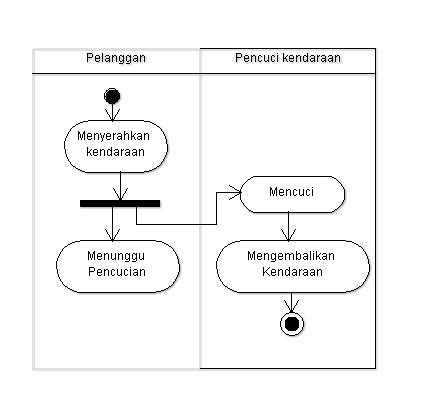 Pelanggan
Pencuci kendaraan
Menyerahkan
kendaraan
Mencuci
Menunggu
Pencucian
Mengembalikan
Kendaraan